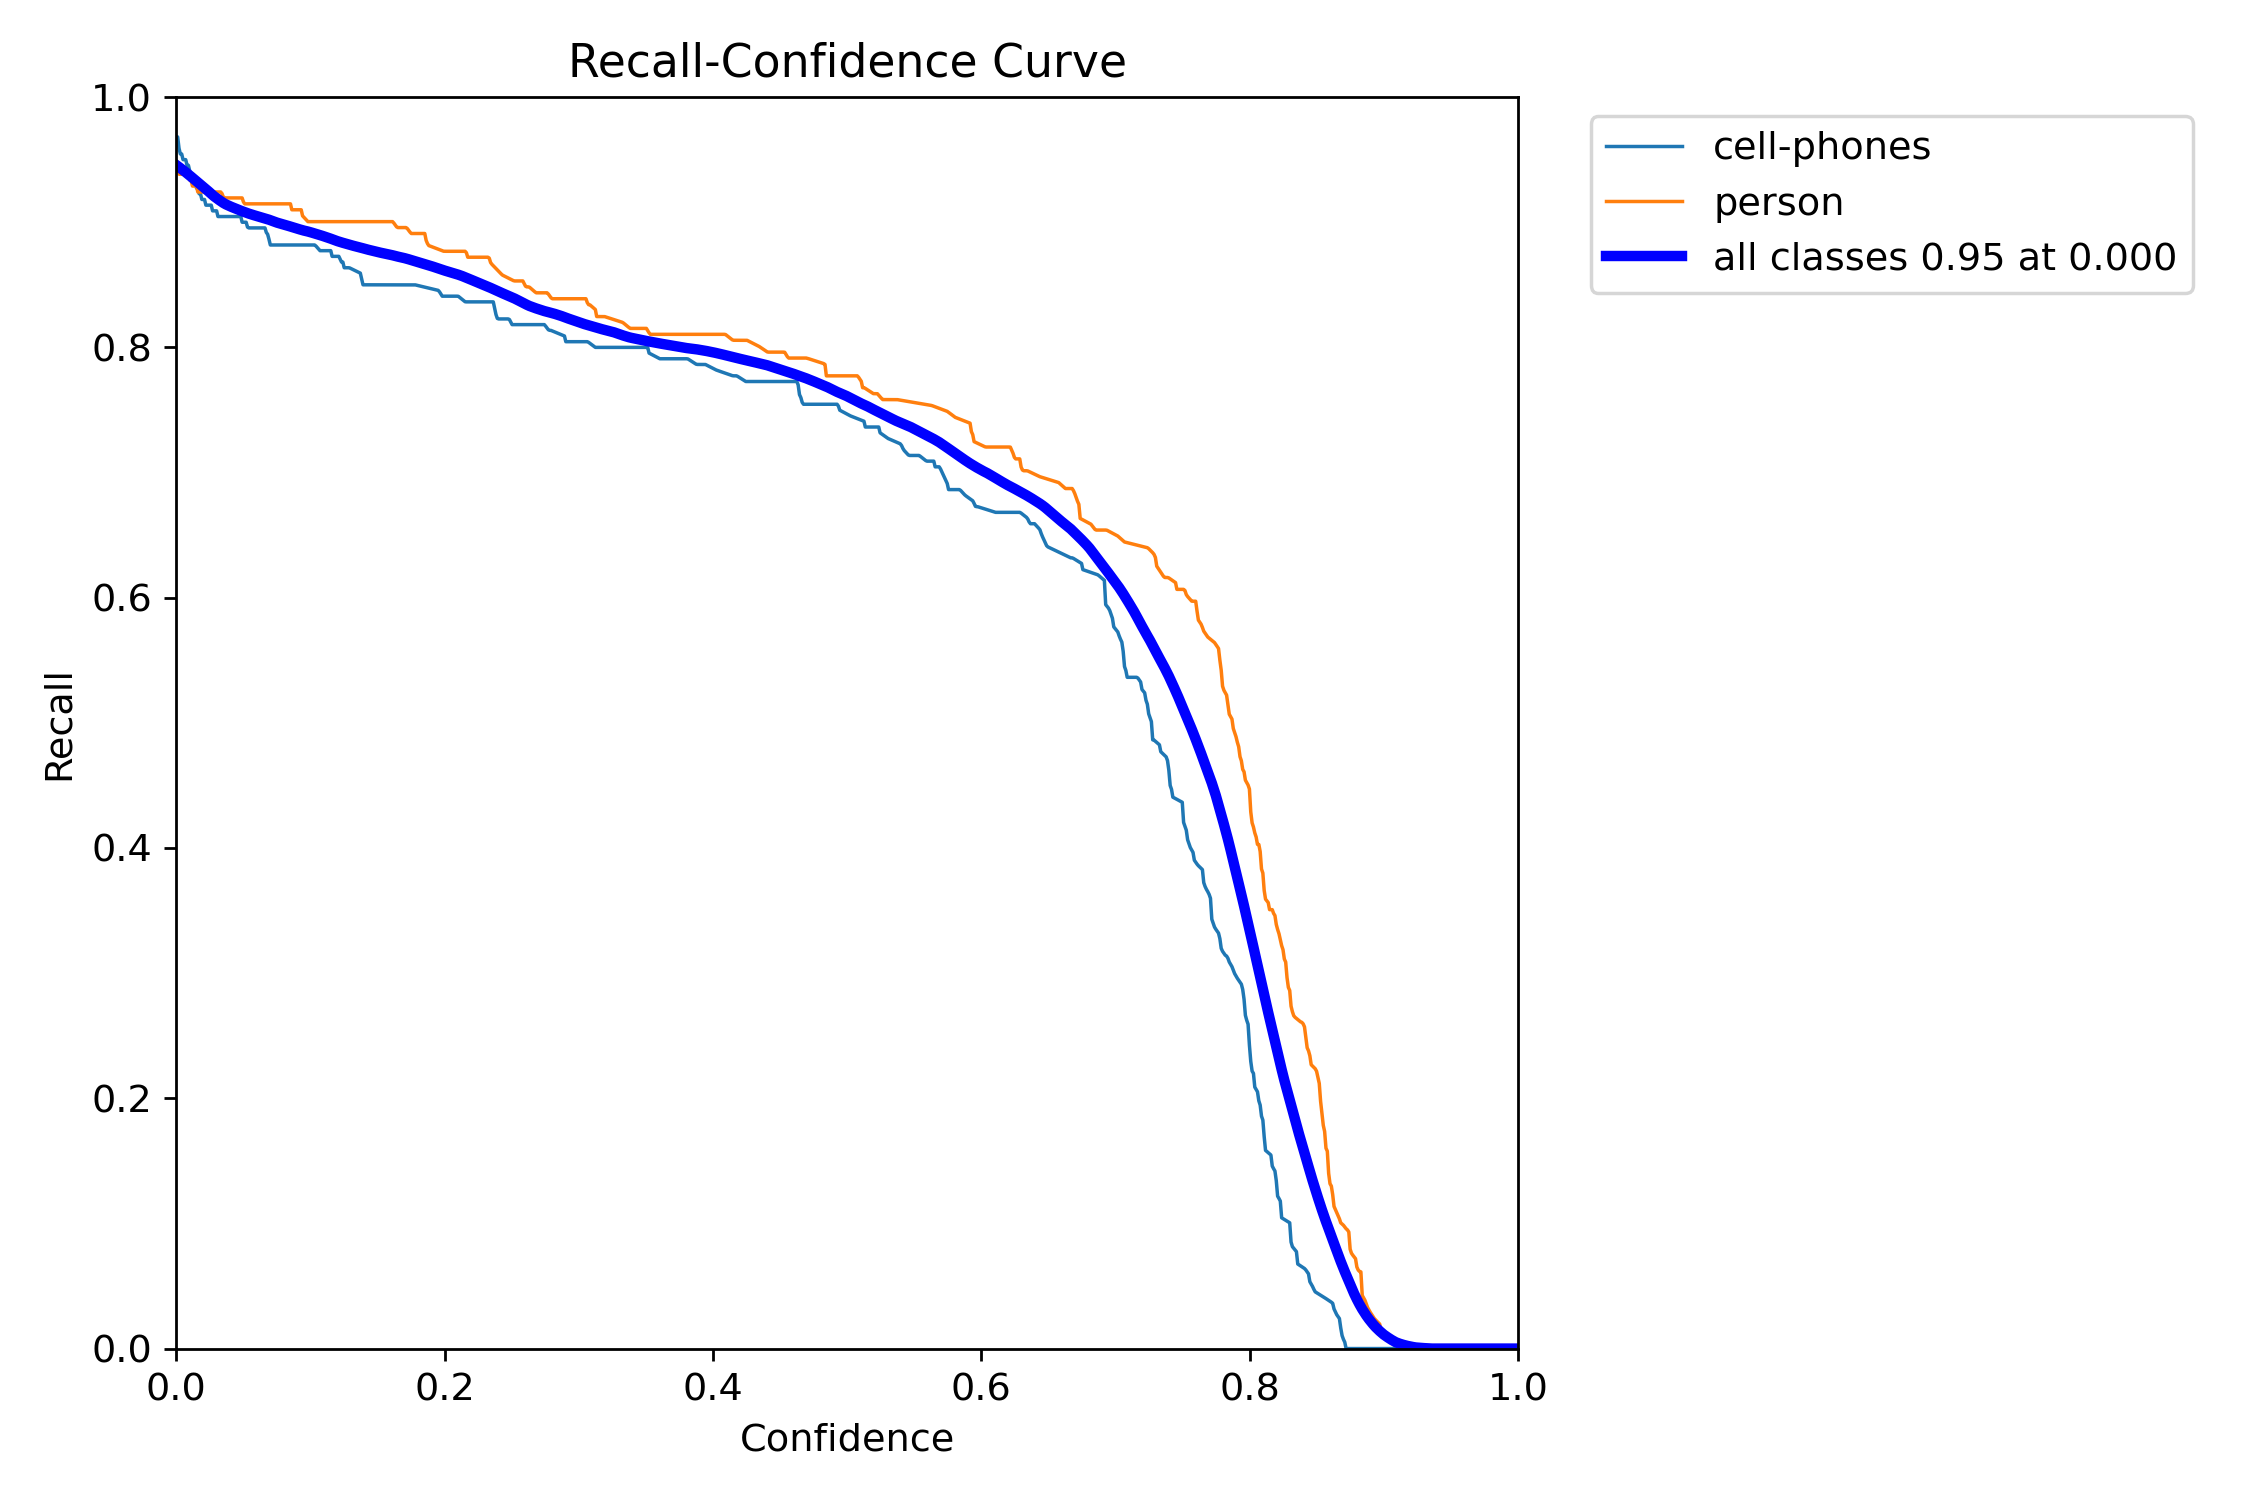 Recall-Confidence Curve
1.0
0.8
0.6
0.4
0.2
0.0
Recall
0.0 0.2 0.4 0.6 0.8 1.0
Confidence
cell-phones
person
all classes 0.95 at 0.000